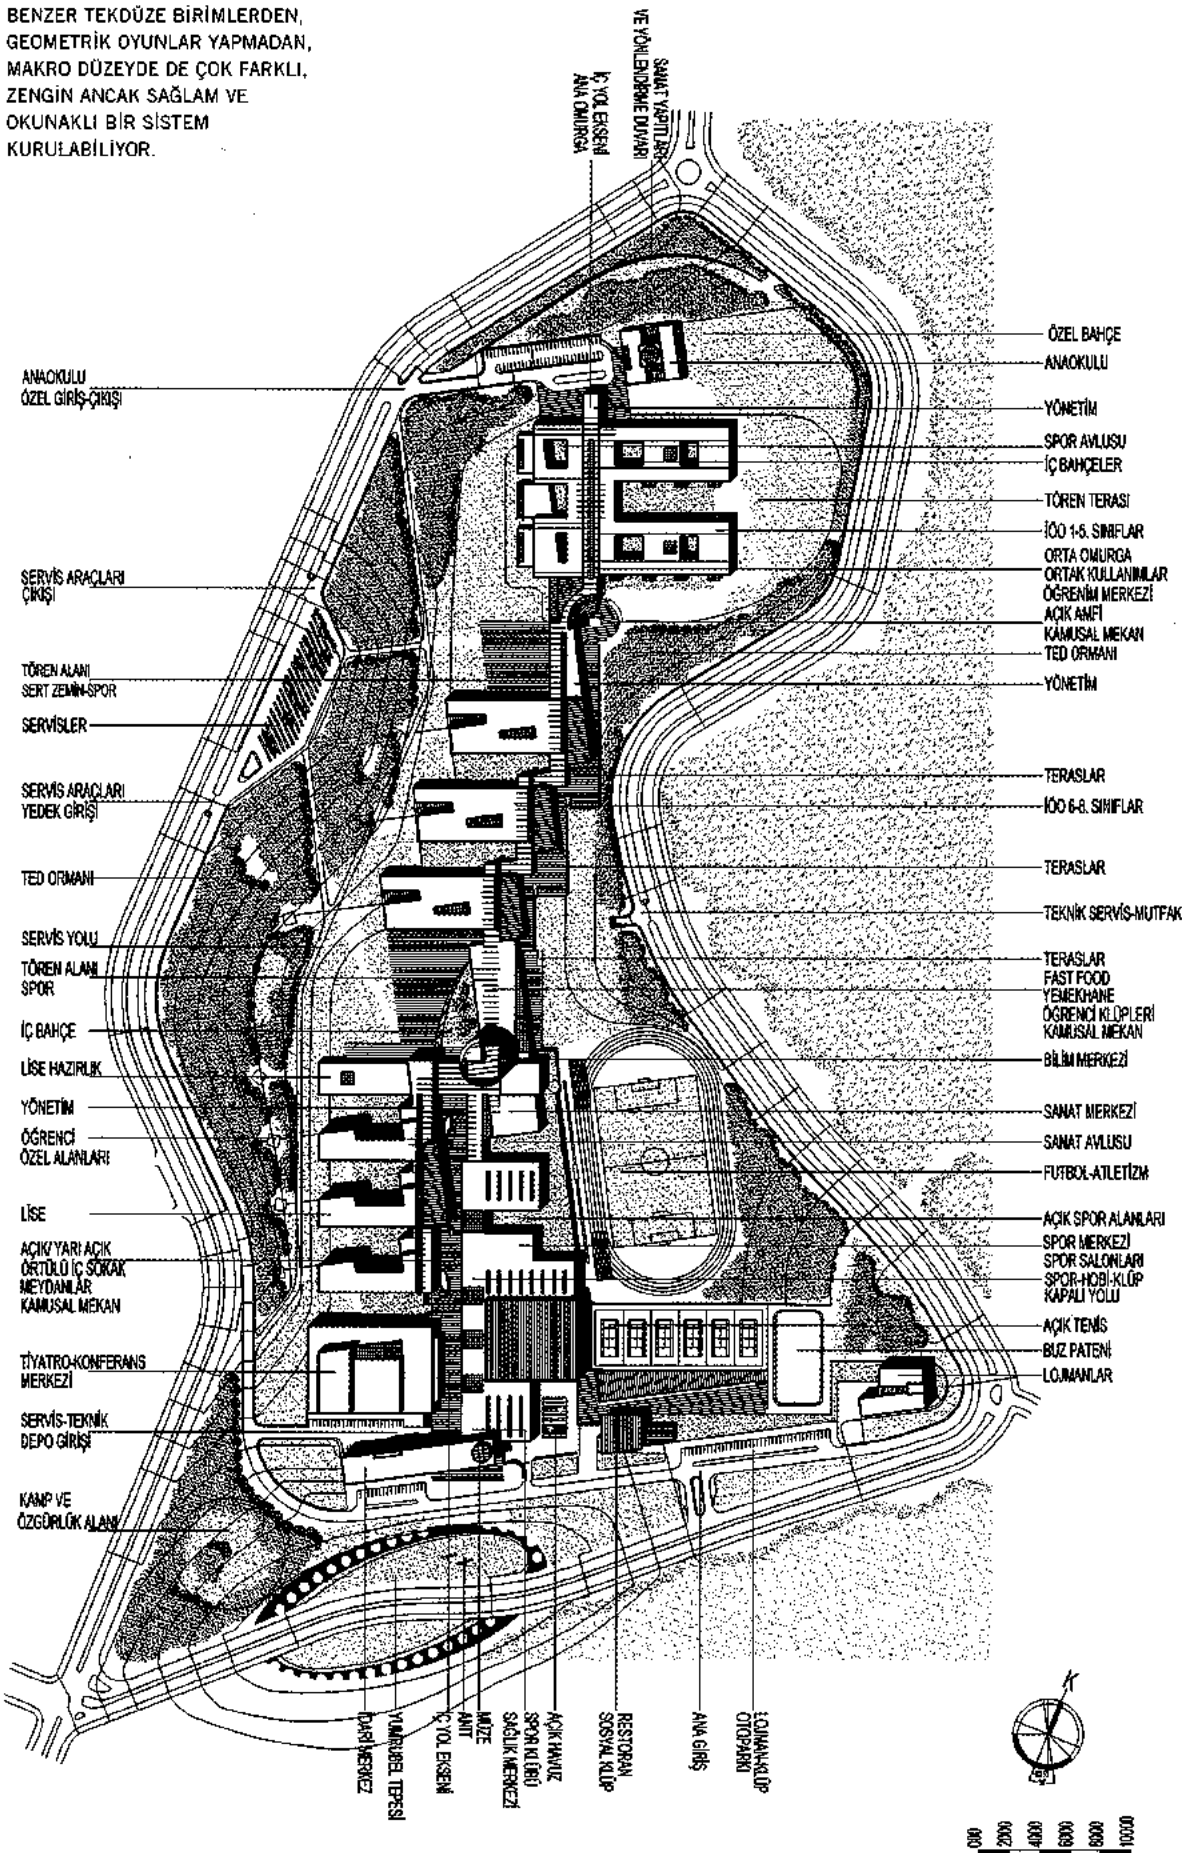 BENZER TEKDÜZE BİRİMLERDEN,
GEOMETRİK OYUNLAR YAPMADAN,
MAKRO DÜZEYDE DE ÇOK FARKLI,
ZENGİN ANCAK SAĞLAM VE
OKUNAKLI BİR SİSTEM
KURULABİLİYOR.
SANAT YAPITLARI
VE YÖNLENDİRME DUVARI
İÇ YOL EKSENİ
ANA OMURGA
ANAOKULU
ÖZEL GİRİŞ-ÇIKIŞI
SERVİS ARAÇLARI
ÇIKIŞI
TÖREN ALANI
SERT ZEMİN-SPOR
SERVİSLER
SERVİS ARAÇLARI
YEDEK GİRİŞİ
TED ORMANI
SERVİS YOLU
TÖREN ALANI
SPOR
İÇ BAHÇE
LİSE HAZIRLIK
YÖNETİM
ÖĞRENCİ
ÖZEL ALANLARI
LİSE
AÇIK/YARI AÇIK
ÖRTÜLÜ İÇ SOKAK
MEYDANLAR
KAMUSAL MEKAN
TİYATRO-KONFERANS
MERKEZİ
SERVİS-TEKNİK
DEPO GİRİŞİ
KAMP VE
ÖZGÜRLÜK ALANI
ÖZEL BAHÇE
ANAOKULU
YÖNETİM
SPOR AVLUSU
İÇ BAHÇELER
TÖREN TERASI
İÖO 1-5. SINIFLAR
ORTA OMURGA
ORTAK KULLANIMLAR
ÖĞRENİM MERKEZİ
AÇIK AMFİ
KAMUSAL MEKAN
TED ORMANI
YÖNETİM
TERASLAR
İÖO 6-8. SINIFLAR
TERASLAR
TEKNİK SERVİS-MUTFAK
TERASLAR
FAST FOOD
YEMEKHANE
ÖĞRENCİ KLÜPLERİ
KAMUSAL MEKAN
BİLİM MERKEZİ
SANAT MERKEZİ
SANAT AVLUSU
FUTBOL-ATLETİZM
AÇIK SPOR ALANLARI
SPOR MERKEZİ
SPOR SALONLARI
SPOR-HOBİ-KLÜP
KAPALI YOLU
AÇIK TENİS
BUZ PATENİ
LOJMANLAR
İDARİ MERKEZ
YUMRUBEL TEPESİ
İÇ YOL EKSENİ
ANIT
MÜZE
SAĞLIK MERKEZİ
SPOR KLÜBÜ
AÇIK HAVUZ
SOSYAL KLÜP
RESTORAN
ANA GİRİŞ
OTOPARKI
LOJMAN-KLÜP
K
000 2000 4000 6000 8000 10000